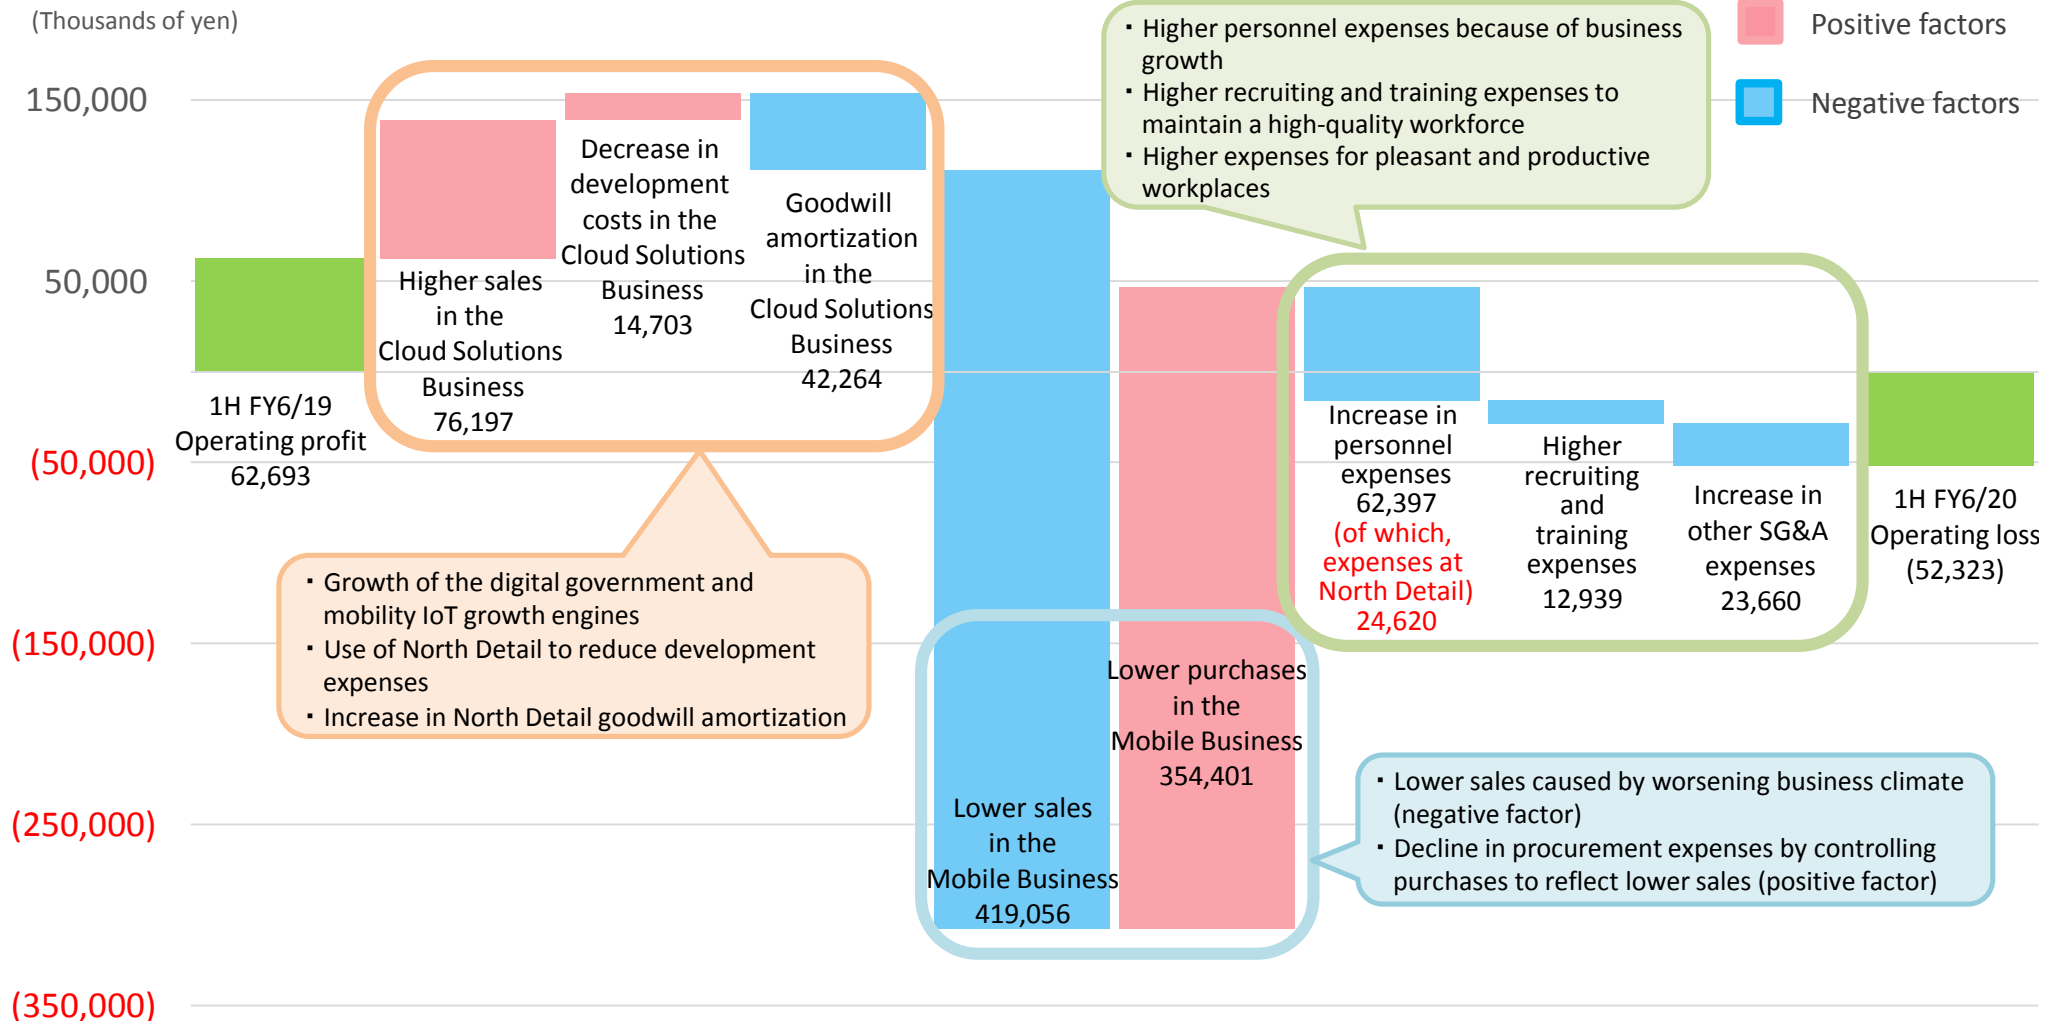 (Thousands of yen)
150,000
50,000
(50,000)
(150,000)
(250,000)
(350,000)
Positive factors
Negative factors
・Higher personnel expenses because of business
growth
・Higher recruiting and training expenses to
maintain a high-quality workforce
・Higher expenses for pleasant and productive
workplaces
1H FY6/19
Operating profit
62,693
Higher sales
in the
Cloud Solutions
Business
76,197
Decrease in
development
costs in the
Cloud Solutions
Business
14,703
Goodwill
amortization
in the
Cloud Solutions
Business
42,264
・Growth of the digital government and
mobility IoT growth engines
・Use of North Detail to reduce development
expenses
・Increase in North Detail goodwill amortization
Lower sales
in the
Mobile Business
419,056
Lower purchases
in the
Mobile Business
354,401
・Lower sales caused by worsening business climate
(negative factor)
・Decline in procurement expenses by controlling
purchases to reflect lower sales (positive factor)
Increase in
personnel
expenses
62,397
(of which,
expenses at
North Detail)
24,620
Higher
recruiting
and
training
expenses
12,939
Increase in
other SG&A
expenses
23,660
1H FY6/20
Operating loss
(52,323)